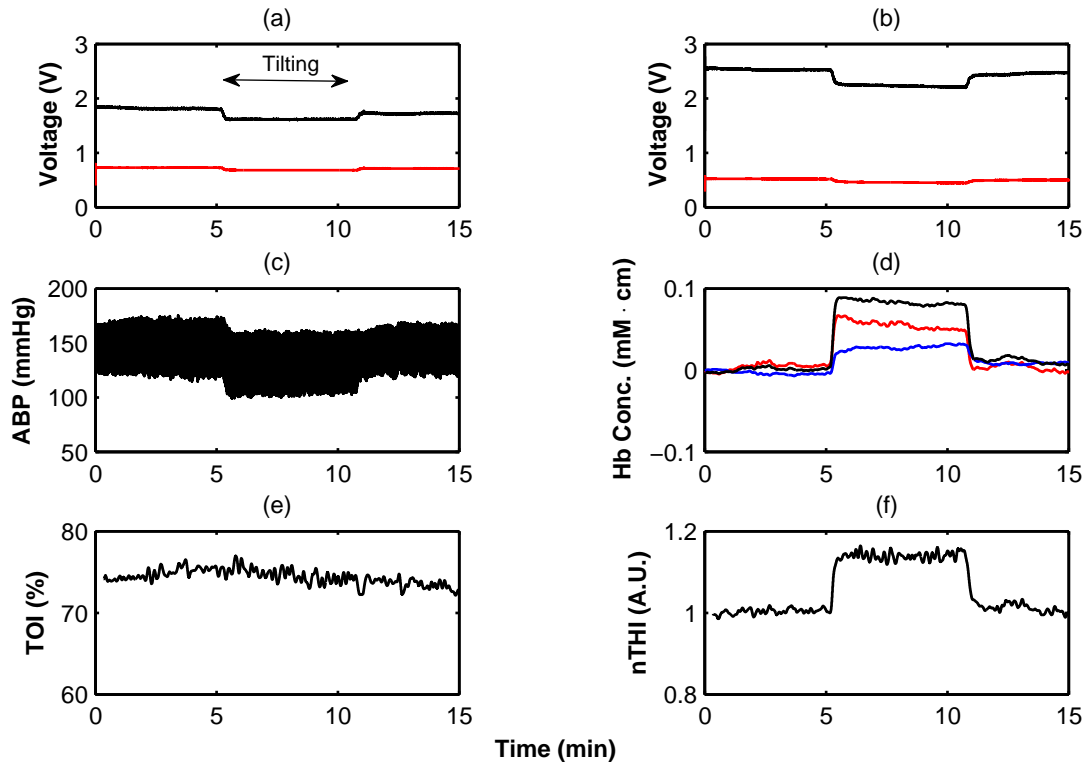 (a)
Tilting
Voltage (V)
3
2
1
0
0 5 10 15
(b)
Voltage (V)
3
2
1
0
0 5 10 15
(c)
ABP (mmHg)
200
150
100
50
0 5 10 15
(d)
Hb Conc. (mM · cm)
0.1
0
−0.1
0 5 10 15
(e)
TOI (%)
80
70
60
0 5 10 15
(f)
nTHI (A.U.)
1.2
1
0.8
0 5 10 15
Time (min)